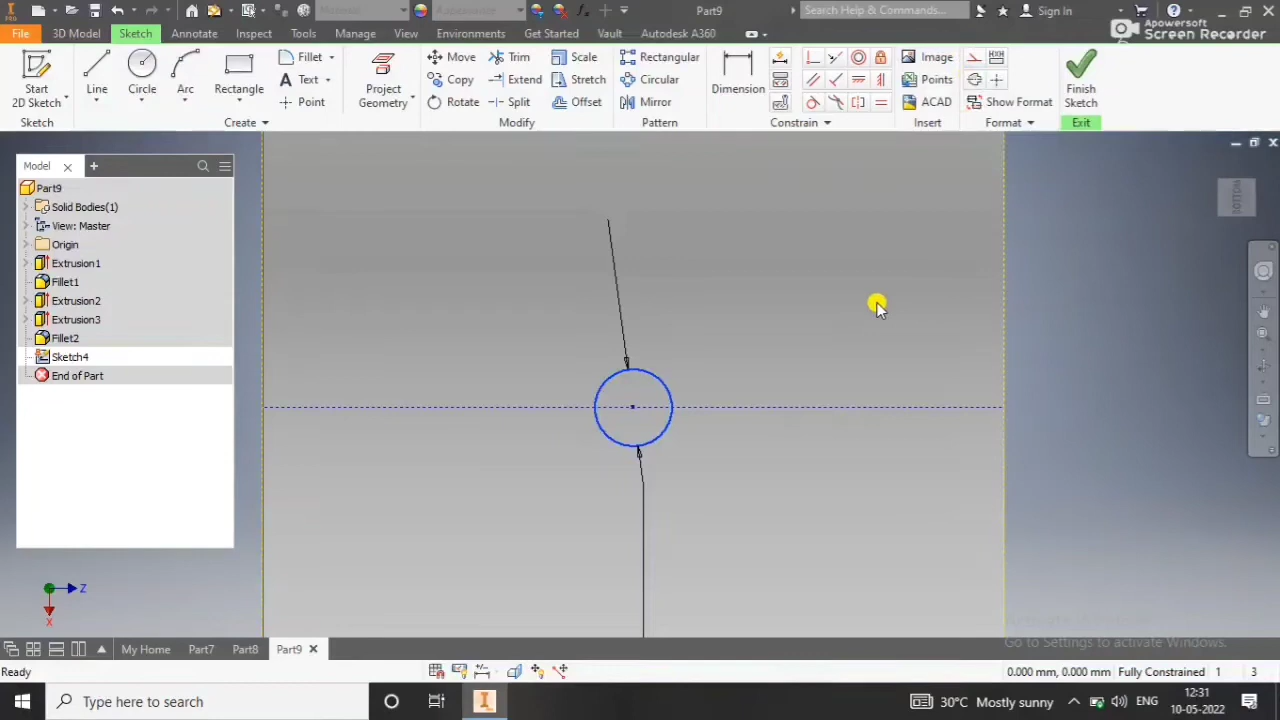 Part9
Search Help & Commands...
Sign In
Apowersoft
Screen Recorder
File
3D Model
Sketch
Annotate
Inspect
Tools
Manage
View
Environments
Get Started
Vault
Autodesk A360
PRO
Start
2D Sketch
Line
Circle
Arc
Rectangle
Fillet
Text
Point
Project
Geometry
Move
Copy
Rotate
Trim
Extend
Split
Scale
Stretch
Offset
Rectangular
Circular
Mirror
Dimension
Image
Points
ACAD
Show Format
Finish
Sketch
Sketch
Create
Modify
Pattern
Constrain
Insert
Format
Exit
Model
Part9
Solid Bodies(1)
View: Master
Origin
Extrusion1
Fillet1
Extrusion2
Extrusion3
Fillet2
Sketch4
End of Part
BOTTOM
Z
X
Go to Settings to activate Windows.
My Home
Part7
Part8
Part9
Ready
0.000 mm, 0.000 mm
Fully Constrained
1
3
Type here to search
30°C Mostly sunny
ENG
12:31
10-05-2022